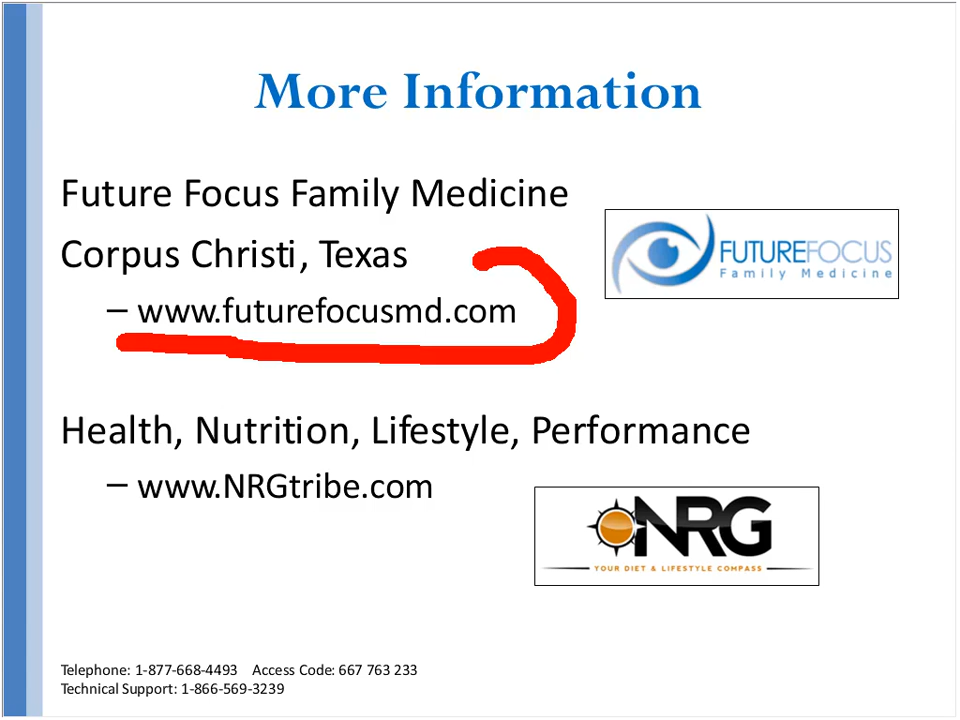 More Information
Future Focus Family Medicine
Corpus Christi, Texas
– www.futurefocusmd.com
FUTUREFOCUS
Family Medicine
Health, Nutrition, Lifestyle, Performance
– www.NRGtribe.com
NRG
YOUR DIET & LIFESTYLE COMPASS
Telephone: 1-877-668-4493 Access Code: 667 763 233
Technical Support: 1-866-569-3239